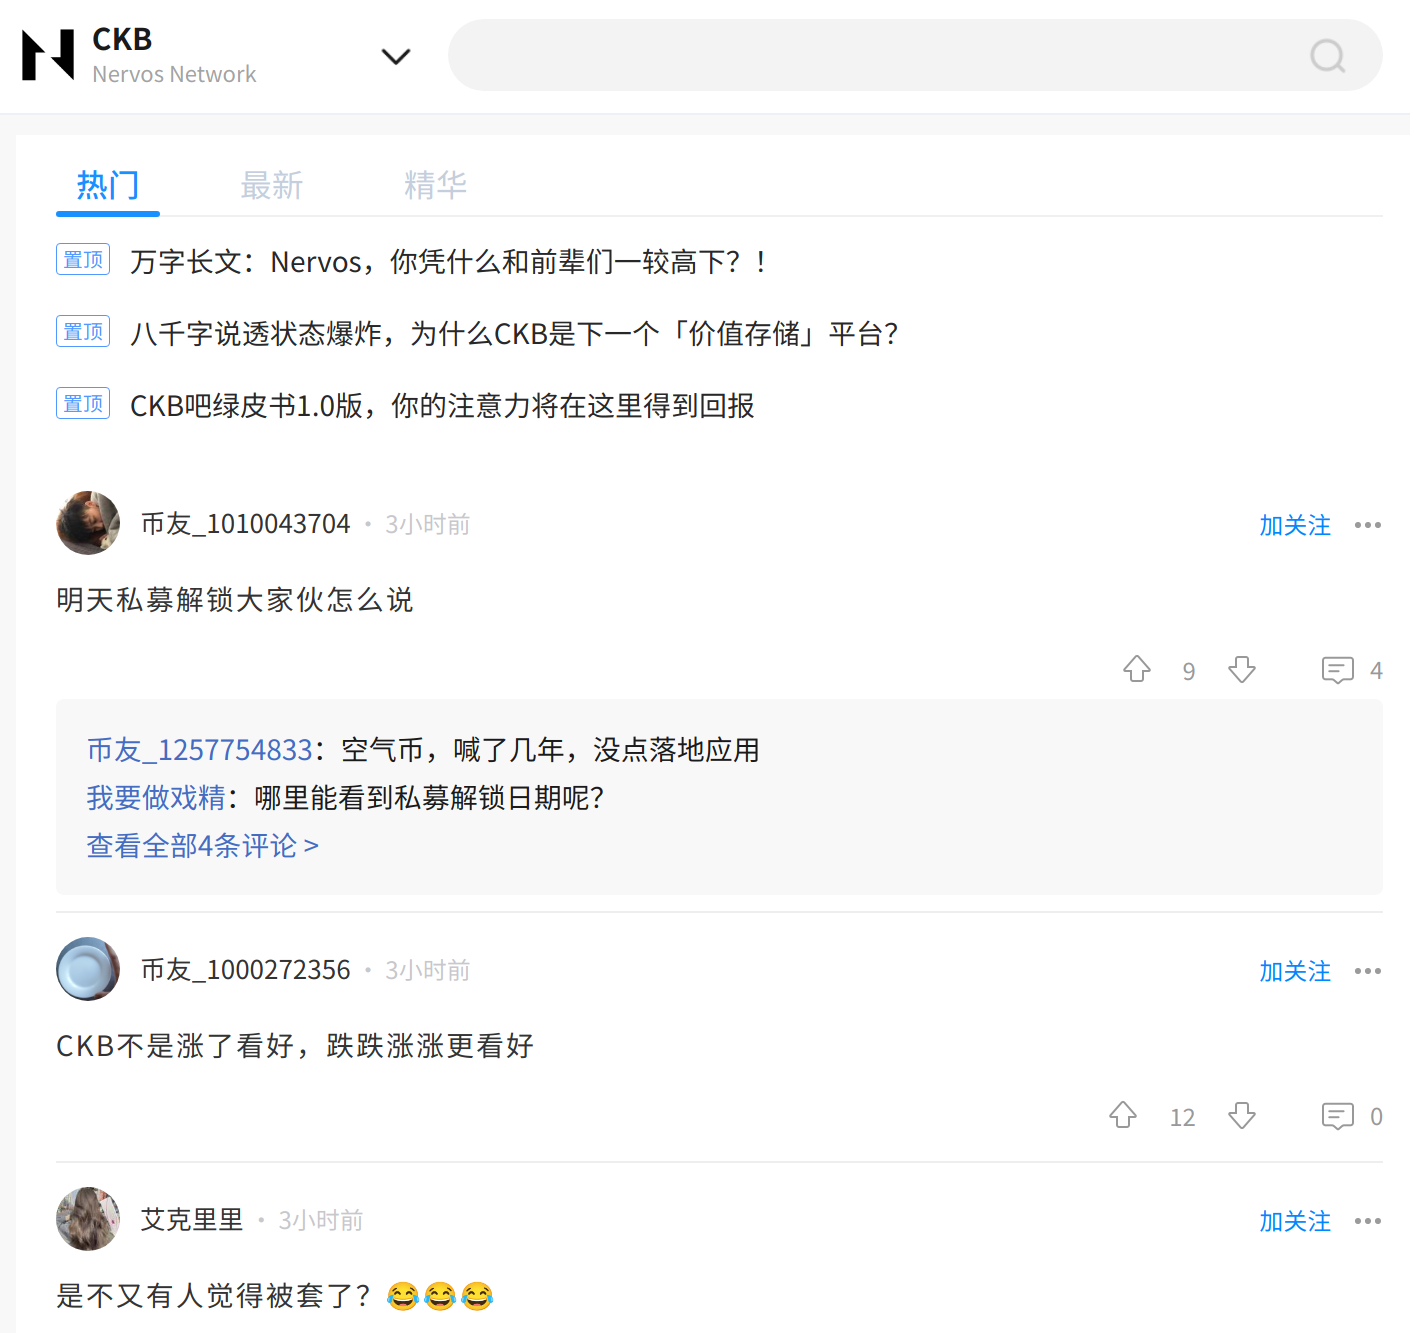 CKB
Nervos Network
热门 最新 精华
置顶 万字长文：Nervos，你凭什么和前辈们一较高下？！
置顶 八千字说透状态爆炸，为什么CKB是下一个「价值存储」平台？
置顶 CKB吧绿皮书1.0版，你的注意力将在这里得到回报
币友_1010043704 · 3小时前 加关注
明天私募解锁大家伙怎么说
9 4
币友_1257754833：空气币，喊了几年，没点落地应用
我要做戏精：哪里能看到私募解锁日期呢？
查看全部4条评论 >
币友_1000272356 · 3小时前 加关注
CKB不是涨了看好，跌跌涨涨更看好
12 0
艾克里里 · 3小时前 加关注
是不又有人觉得被套了？😂😂😂